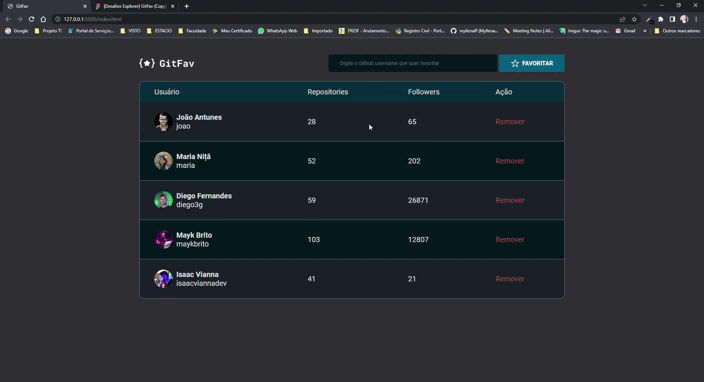 GitFav
[Desafios Explorer] GitFav (Copy)
127.0.0.1:5500/index.html
Google
Projeto TI
Portal de Serviços...
VISTO
ESTACIO
Faculdade
Meu Certificado
WhatsApp Web
Importado
TRIDF - Andamento...
Registro Civil - Port...
myllenaff (Myllena...
Meeting Notes | Ali...
Imgur The magic o...
Gmail
»
Outros marcadores
{★} GitFav
Digite o Github username que quer favoritar
FAVORITAR
Usuário Repositories Followers Ação
João Antunes
joao
28 65 Remover
Maria Niță
maria
52 202 Remover
Diego Fernandes
diego3g
59 26871 Remover
Mayk Brito
maykbrito
103 12807 Remover
Isaac Vianna
isaacviannadev
41 21 Remover